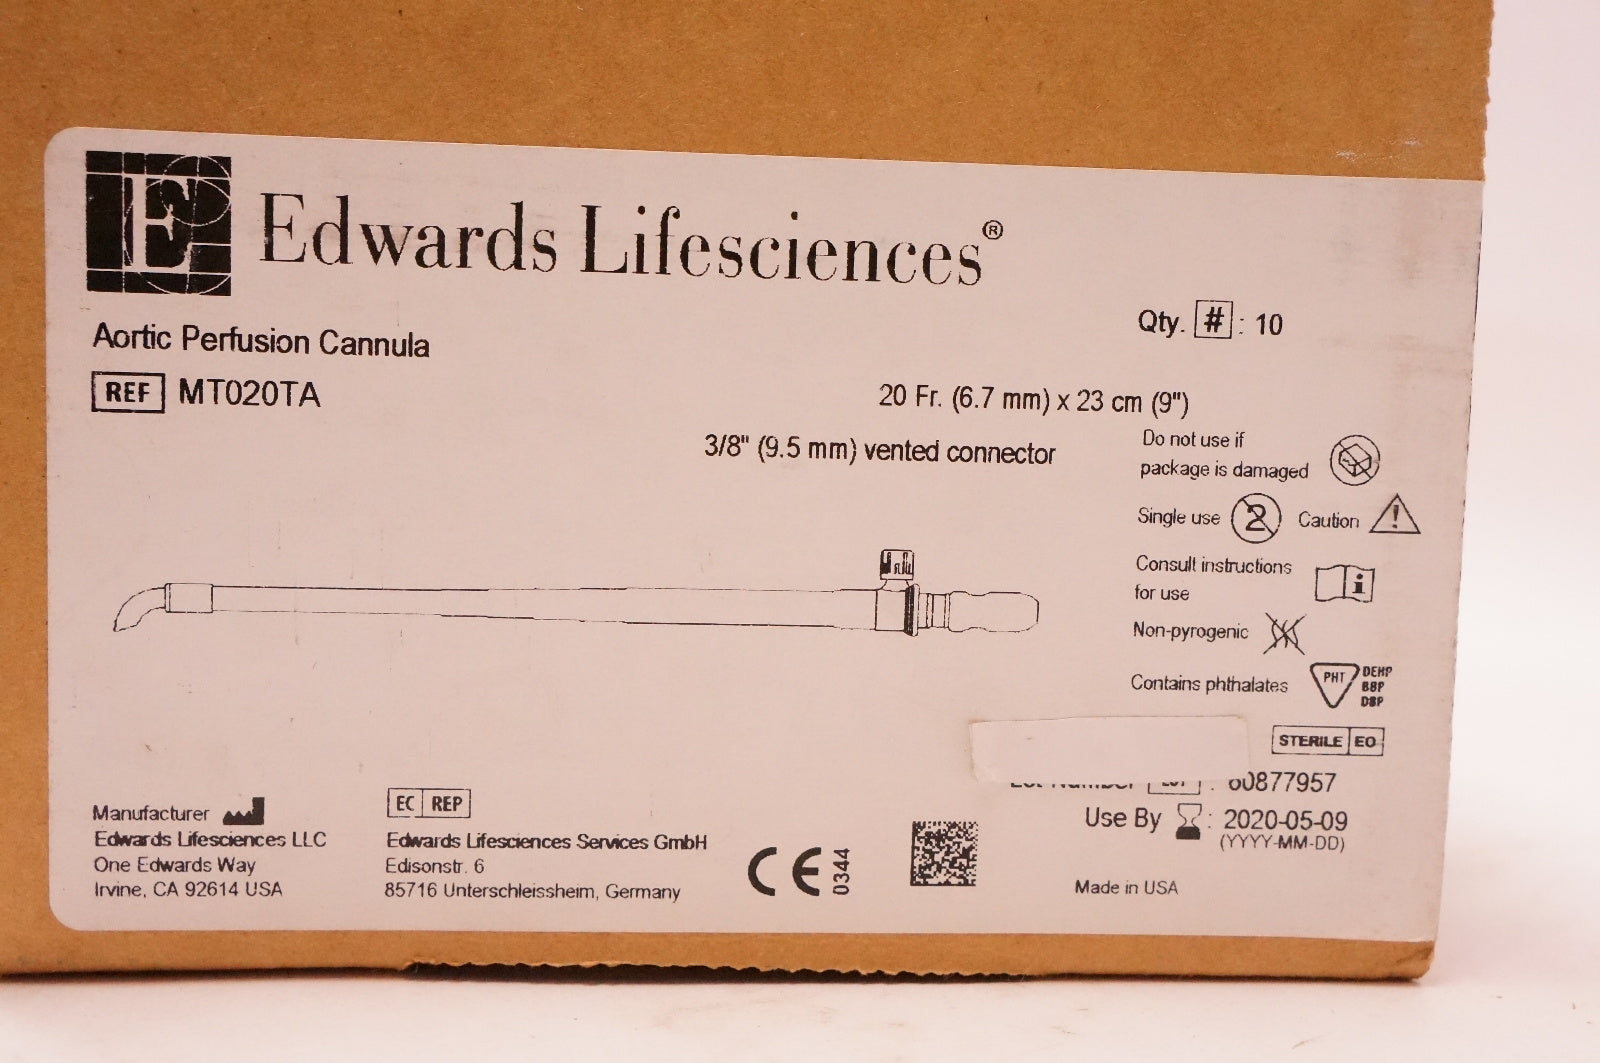 E
Edwards Lifesciences®
Aortic Perfusion Cannula
Qty. # : 10
REF MT020TA
20 Fr. (6.7 mm) x 23 cm (9")
3/8" (9.5 mm) vented connector
Do not use if
package is damaged
Single use 2 Caution !
Consult instructions
for use i
Non-pyrogenic
Contains phthalates PHT DEHP
BBP
DBP
STERILE EO
Lot Number LOT : 60877957
Use By : 2020-05-09
(YYYY-MM-DD)
Made in USA
Manufacturer
Edwards Lifesciences LLC
One Edwards Way
Irvine, CA 92614 USA
EC REP
Edwards Lifesciences Services GmbH
Edisonstr. 6
85716 Unterschleissheim, Germany
CE 0344